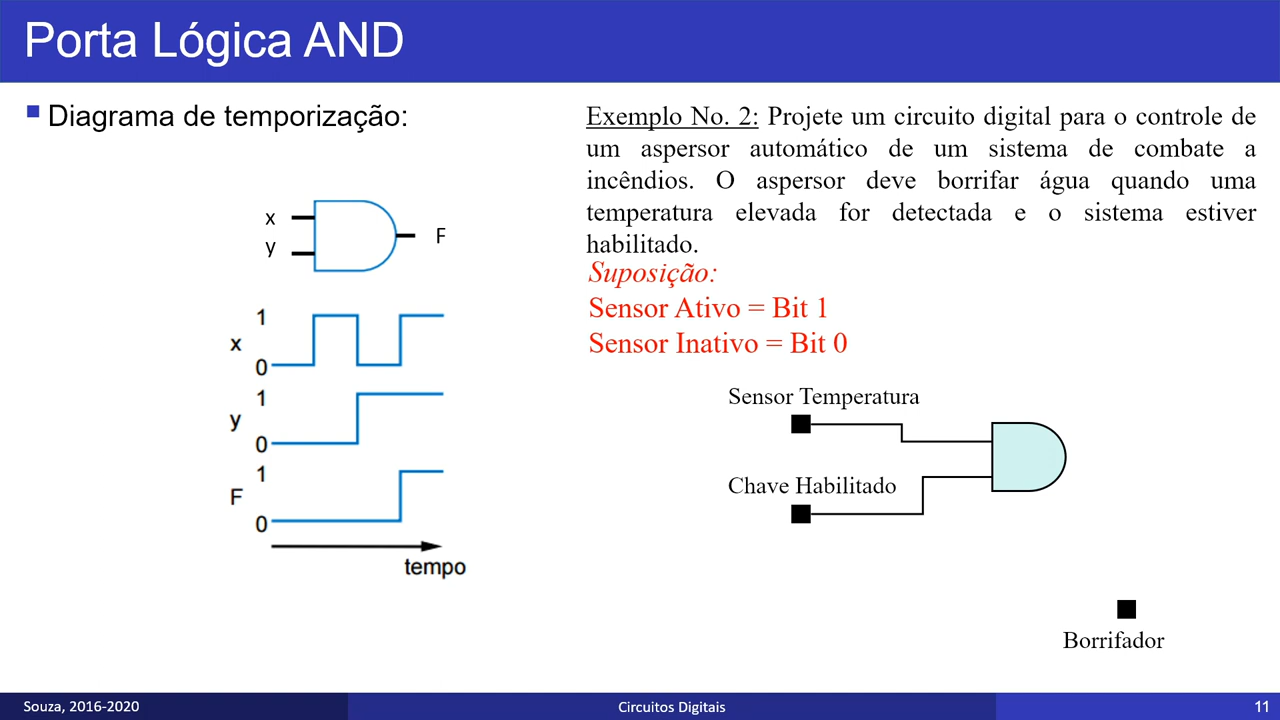 Porta Lógica AND
Diagrama de temporização:
x
y
F
1
x
0
1
y
0
1
F
0
tempo
Exemplo No. 2: Projete um circuito digital para o controle de
um aspersor automático de um sistema de combate a
incêndios. O aspersor deve borrifar água quando uma
temperatura elevada for detectada e o sistema estiver
habilitado.
Suposição:
Sensor Ativo = Bit 1
Sensor Inativo = Bit 0
Sensor Temperatura
Chave Habilitado
Borrifador
Souza, 2016-2020
Circuitos Digitais
11